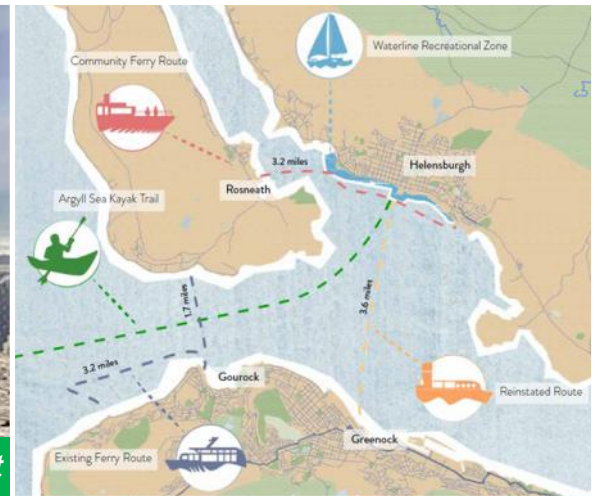 Community Ferry Route
Waterline Recreational Zone
3.2 miles
Helensburgh
Rosneath
Argyll Sea Kayak Trail
1.7 miles
3.6 miles
3.2 miles
Gourock
Reinstated Route
Greenock
Existing Ferry Route